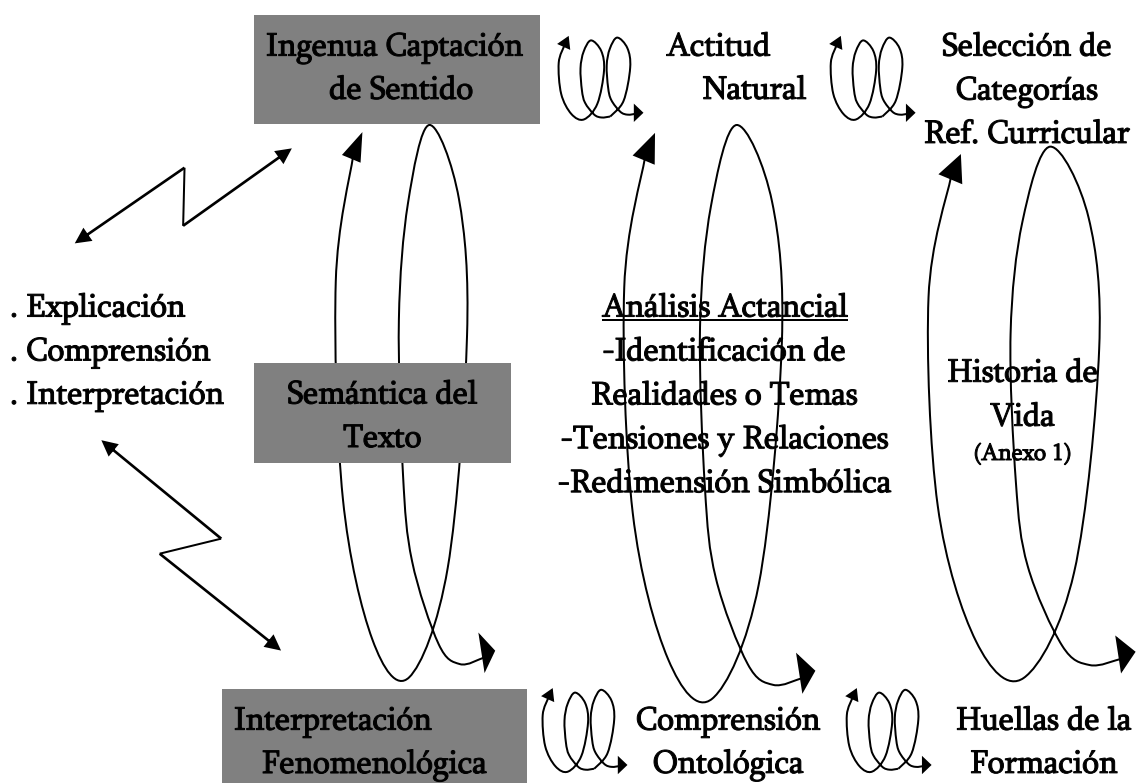 Ingenua Captación
de Sentido
Actitud
Natural
Selección de
Categorías
Ref. Curricular
. Explicación
. Comprensión
. Interpretación
Semántica del
Texto
Análisis Actancial
-Identificación de
Realidades o Temas
-Tensiones y Relaciones
-Redimensión Simbólica
Historia de
Vida
(Anexo 1)
Interpretación
Fenomenológica
Comprensión
Ontológica
Huellas de la
Formación